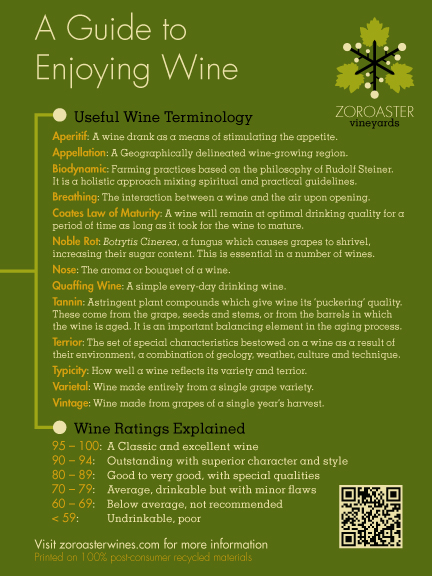 A Guide to
Enjoying Wine
ZOROASTER
vineyards
Useful Wine Terminology
Aperitif: A wine drank as a means of stimulating the appetite.
Appellation: A Geographically delineated wine-growing region.
Biodynamic: Farming practices based on the philosophy of Rudolf Steiner.
It is a holistic approach mixing spiritual and practical guidelines.
Breathing: The interaction between a wine and the air upon opening.
Coates Law of Maturity: A wine will remain at optimal drinking quality for a
period of time as long as it took for the wine to mature.
Noble Rot: Botrytis Cinerea, a fungus which causes grapes to shrivel,
increasing their sugar content. This is essential in a number of wines.
Nose: The aroma or bouquet of a wine.
Quaffing Wine: A simple every-day drinking wine.
Tannin: Astringent plant compounds which give wine its 'puckering' quality.
These come from the grape, seeds and stems, or from the barrels in which
the wine is aged. It is an important balancing element in the aging process.
Terrior: The set of special characteristics bestowed on a wine as a result of
their environment, a combination of geology, weather, culture and technique.
Typicity: How well a wine reflects its variety and terrior.
Varietal: Wine made entirely from a single grape variety.
Vintage: Wine made from grapes of a single year's harvest.
Wine Ratings Explained
95 – 100: A Classic and excellent wine
90 – 94: Outstanding with superior character and style
80 – 89: Good to very good, with special qualities
70 – 79: Average, drinkable but with minor flaws
60 – 69: Below average, not recommended
< 59: Undrinkable, poor
Visit zoroasterwines.com for more information
Printed on 100% post-consumer recycled materials